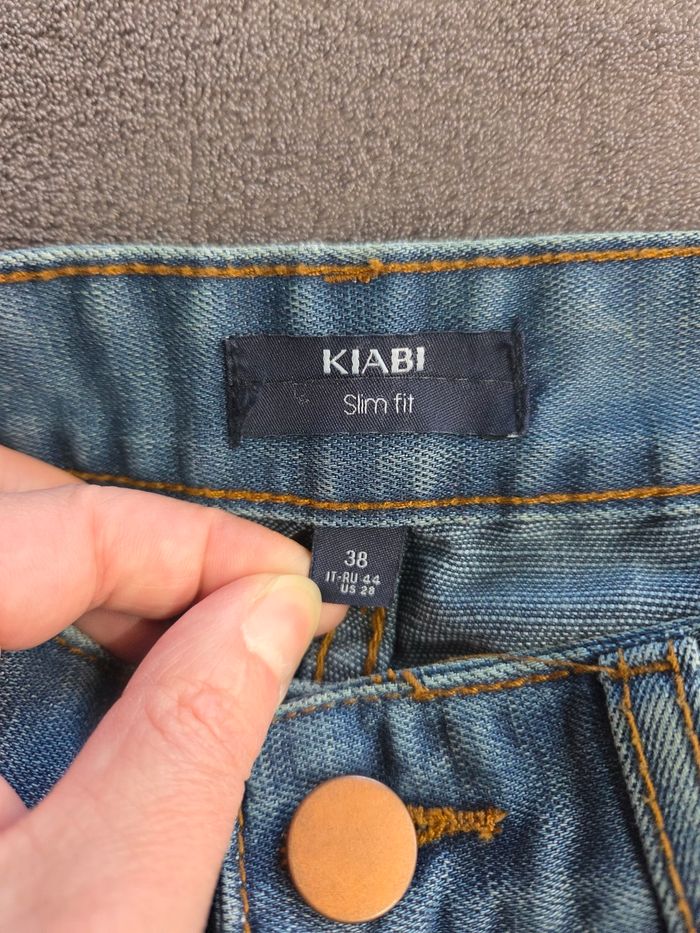 KIABI
Slim fit
38
IT-RU 44
US 28